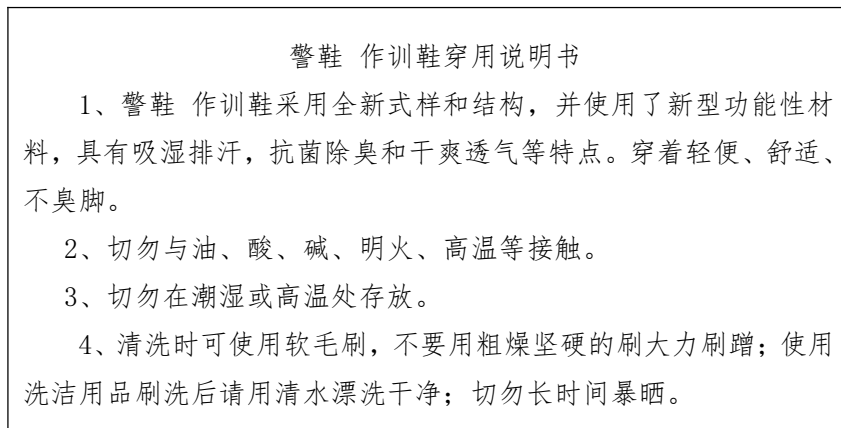 警鞋 作训鞋穿用说明书
1、警鞋 作训鞋采用全新式样和结构，并使用了新型功能性材
料，具有吸湿排汗，抗菌除臭和干爽透气等特点。穿着轻便、舒适、
不臭脚。
2、切勿与油、酸、碱、明火、高温等接触。
3、切勿在潮湿或高温处存放。
4、清洗时可使用软毛刷，不要用粗燥坚硬的刷大力刷蹭；使用
洗洁用品刷洗后请用清水漂洗干净；切勿长时间暴晒。